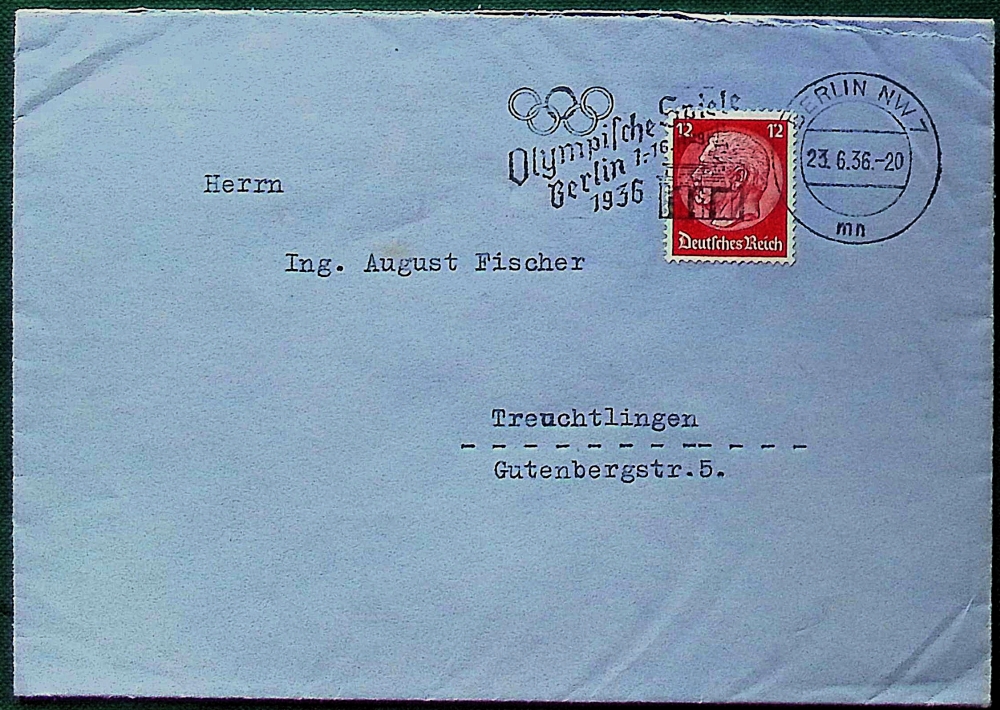 Olympische Spiele
Berlin 1.-16.
1936
12 12
Deutsches Reich
BERLIN NW 7
23.6.36.-20
mn
Herrn
Ing. August Fischer
Treuchtlingen
Gutenbergstr.5.